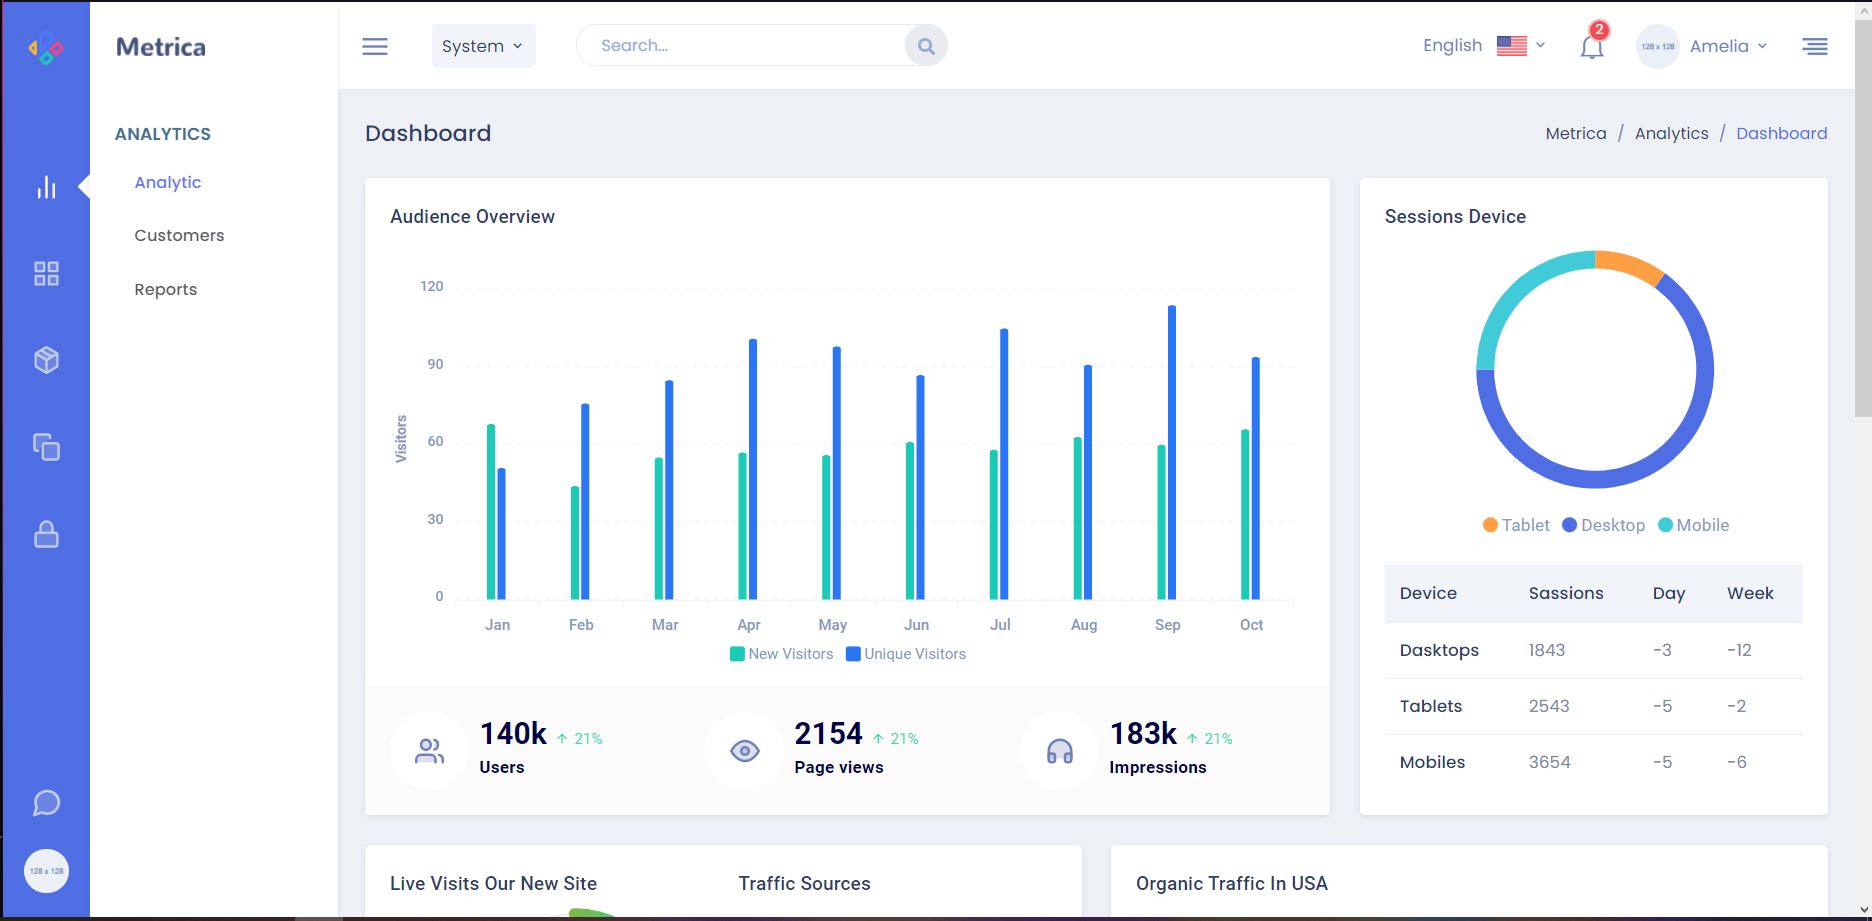 Metrica
System
Search...
English
2
128 x 128
Amelia
ANALYTICS
Analytic
Customers
Reports
128 x 128
Dashboard
Metrica / Analytics / Dashboard
Audience Overview
120
90
60
30
0
Visitors
Jan Feb Mar Apr May Jun Jul Aug Sep Oct
New Visitors Unique Visitors
140k 21%
Users
2154 21%
Page views
183k 21%
Impressions
Sessions Device
Tablet Desktop Mobile
Device Sassions Day Week
Dasktops 1843 -3 -12
Tablets 2543 -5 -2
Mobiles 3654 -5 -6
Live Visits Our New Site
Traffic Sources
Organic Traffic In USA